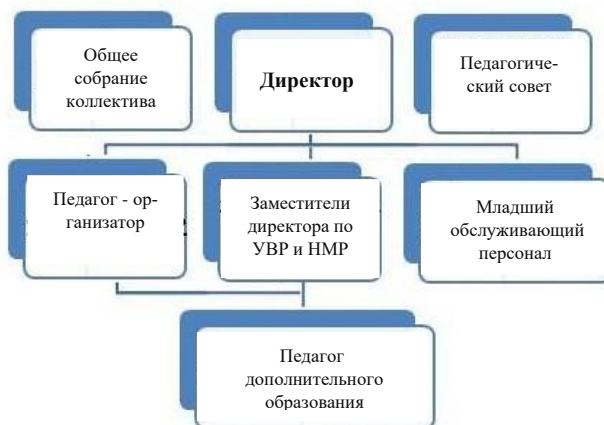 Общее
собрание
коллектива
Директор
Педагогиче-
ский совет
Педагог - ор-
ганизатор
Заместители
директора по
УВР и НМР
Младший
обслуживающий
персонал
Педагог
дополнительного
образования